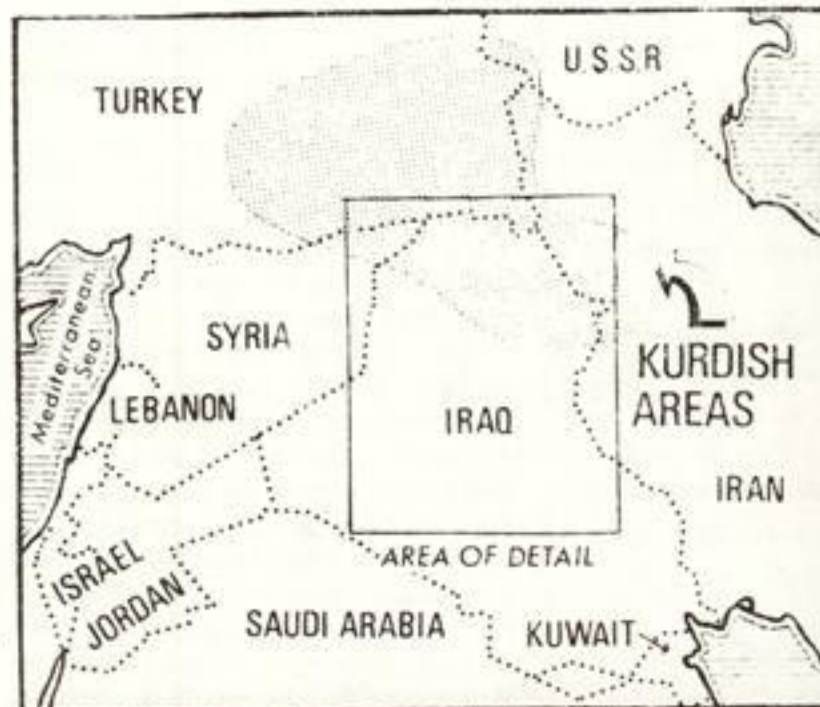 U.S.S.R
TURKEY
Mediterranean
Sea
SYRIA
LEBANON
KURDISH
AREAS
IRAQ
IRAN
AREA OF DETAIL
ISRAEL
JORDAN
SAUDI ARABIA
KUWAIT